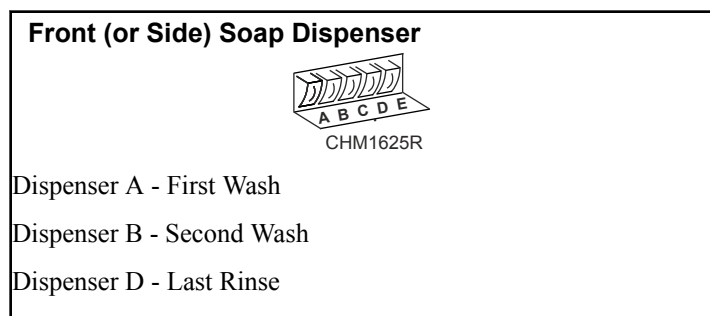 Front (or Side) Soap Dispenser
A B C D E
CHM1625R
Dispenser A - First Wash
Dispenser B - Second Wash
Dispenser D - Last Rinse